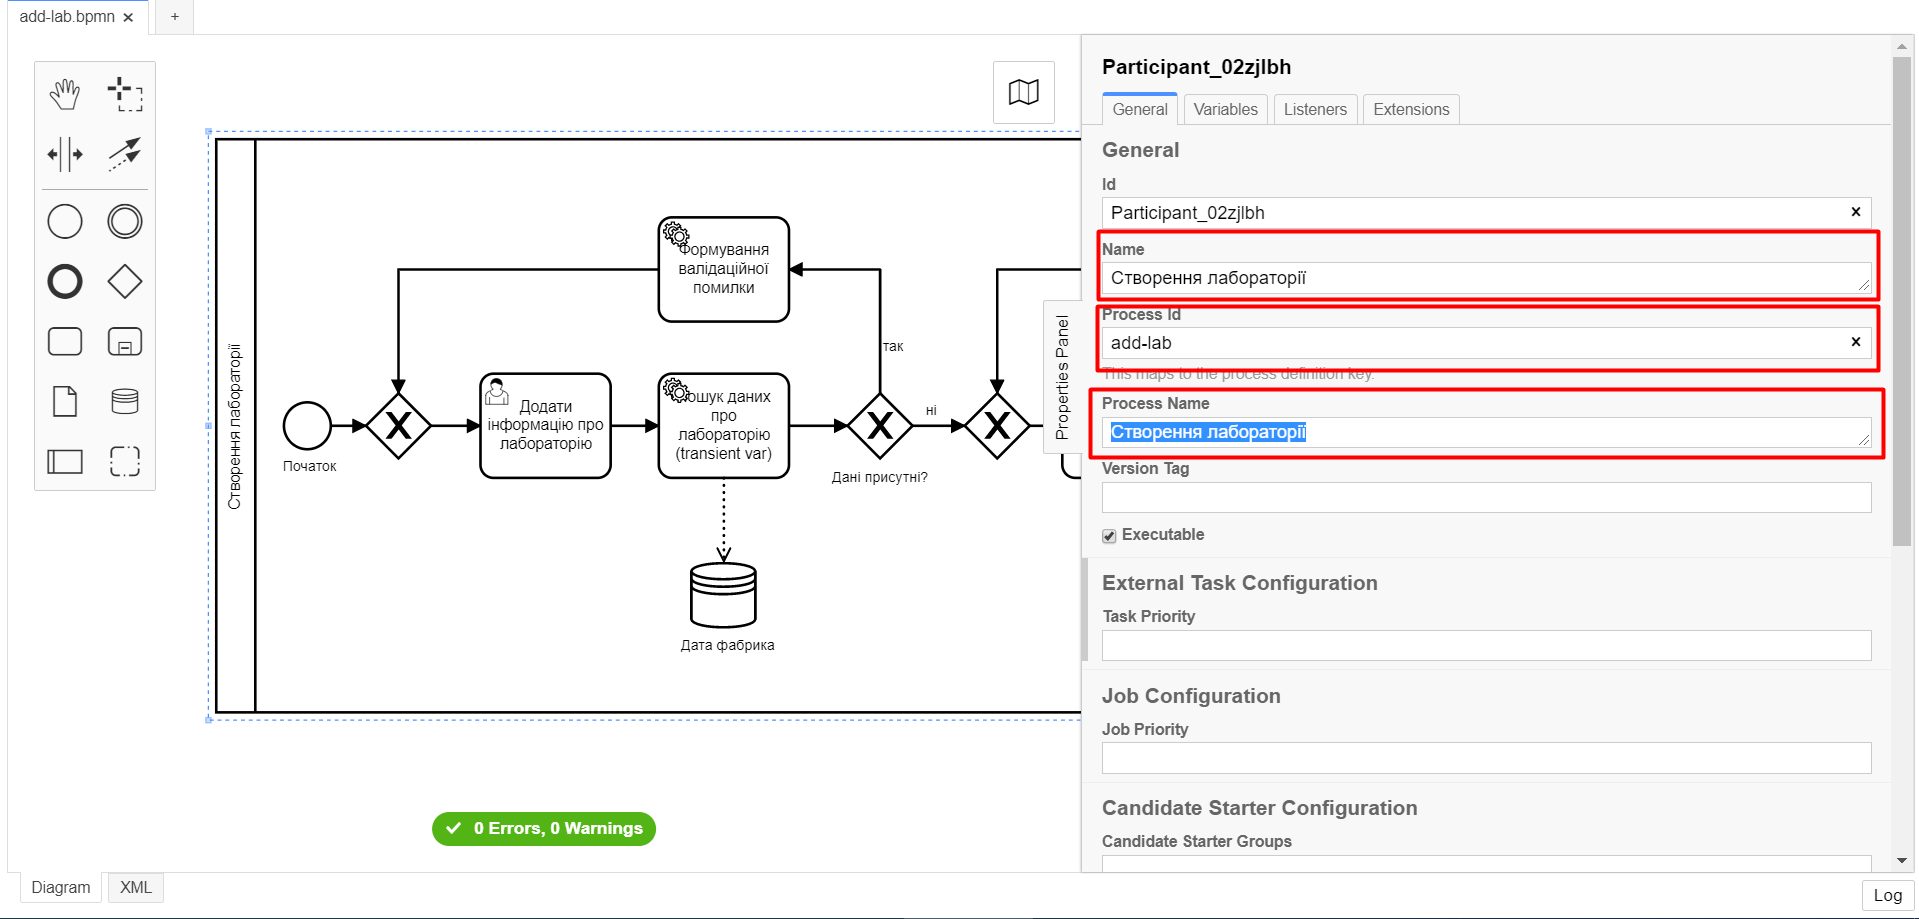 add-lab.bpmn ×
+
Створення лабораторії
Формування
валідаційної
помилки
так
Початок
Додати
інформацію про
лабораторію
Пошук даних
про
лабораторію
(transient var)
Дані присутні?
ні
Дата фабрика
0 Errors, 0 Warnings
Properties Panel
Participant_02zjlbh
General
Variables
Listeners
Extensions
General
Id
Participant_02zjlbh
Name
Створення лабораторії
Process Id
add-lab
This maps to the process definition key.
Process Name
Створення лабораторії
Version Tag
Executable
External Task Configuration
Task Priority
Job Configuration
Job Priority
Candidate Starter Configuration
Candidate Starter Groups
Diagram
XML
Log